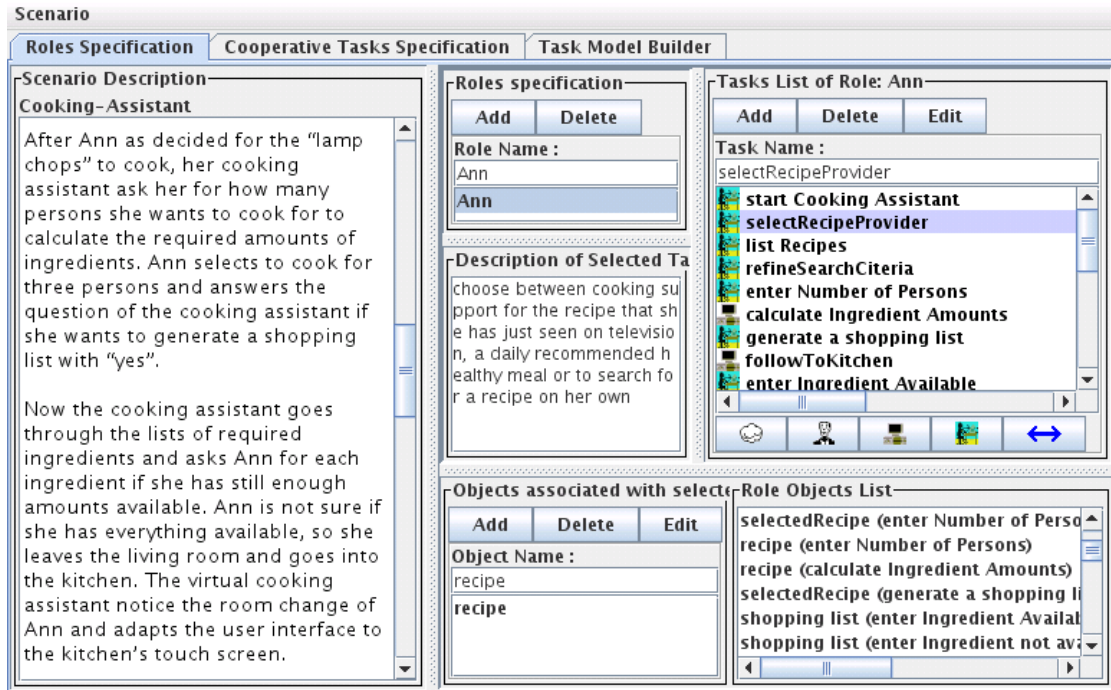 Scenario
Roles Specification
Cooperative Tasks Specification
Task Model Builder
Scenario Description
Cooking-Assistant
After Ann as decided for the “lamp
chops” to cook, her cooking
assistant ask her for how many
persons she wants to cook for to
calculate the required amounts of
ingredients. Ann selects to cook for
three persons and answers the
question of the cooking assistant if
she wants to generate a shopping
list with “yes”.
Now the cooking assistant goes
through the lists of required
ingredients and asks Ann for each
ingredient if she has still enough
amounts available. Ann is not sure if
she has everything available, so she
leaves the living room and goes into
the kitchen. The virtual cooking
assistant notice the room change of
Ann and adapts the user interface to
the kitchen’s touch screen.
Roles specification
Add
Delete
Role Name :
Ann
Ann
Description of Selected Ta
choose between cooking su
pport for the recipe that sh
e has just seen on televisio
n, a daily recommended h
ealthy meal or to search fo
r a recipe on her own
Tasks List of Role: Ann
Add
Delete
Edit
Task Name :
selectRecipeProvider
start Cooking Assistant
selectRecipeProvider
list Recipes
refineSearchCiteria
enter Number of Persons
calculate Ingredient Amounts
generate a shopping list
followToKitchen
enter Ingredient Available
Objects associated with selecte
Add
Delete
Edit
Object Name :
recipe
recipe
Role Objects List
selectedRecipe (enter Number of Perso
recipe (enter Number of Persons)
recipe (calculate Ingredient Amounts)
selectedRecipe (generate a shopping li
shopping list (enter Ingredient Availab
shopping list (enter Ingredient not ava